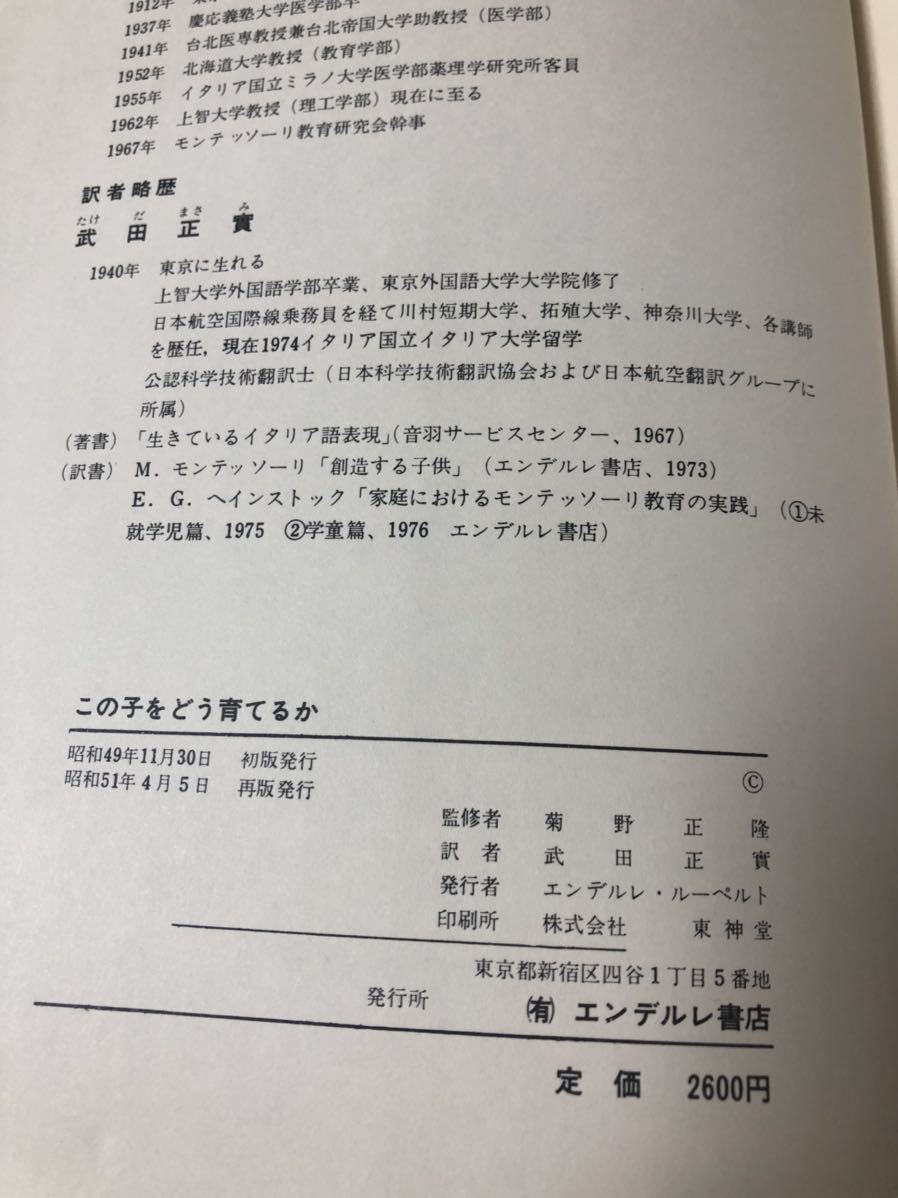 1912年 東
1937年 慶応義塾大学医学部卒
1941年 台北医専教授兼台北帝国大学助教授（医学部）
1952年 北海道大学教授（教育学部）
1955年 イタリア国立ミラノ大学医学部薬理学研究所客員
1962年 上智大学教授（理工学部）現在に至る
1967年 モンテッソーリ教育研究会幹事
訳者略歴
たけ だ まさ み
武田正實
1940年 東京に生れる
上智大学外国語学部卒業、東京外国語大学大学院修了
日本航空国際線乗務員を経て川村短期大学、拓殖大学、神奈川大学、各講師
を歴任，現在1974イタリア国立イタリア大学留学
公認科学技術翻訳士（日本科学技術翻訳協会および日本航空翻訳グループに
所属）
（著書）「生きているイタリア語表現」（音羽サービスセンター、1967）
（訳書）M．モンテッソーリ「創造する子供」（エンデルレ書店、1973）
E．G．ヘインストック「家庭におけるモンテッソーリ教育の実践」（①未
就学児篇、1975 ②学童篇、1976 エンデルレ書店）
この子をどう育てるか
昭和49年11月30日 初版発行
昭和51年4月5日 再版発行
Ⓒ
監修者 菊野正隆
訳者 武田正實
発行者 エンデルレ・ルーペルト
印刷所 株式会社 東神堂
東京都新宿区四谷1丁目5番地
発行所 ㈲ エンデルレ書店
定価 2600円